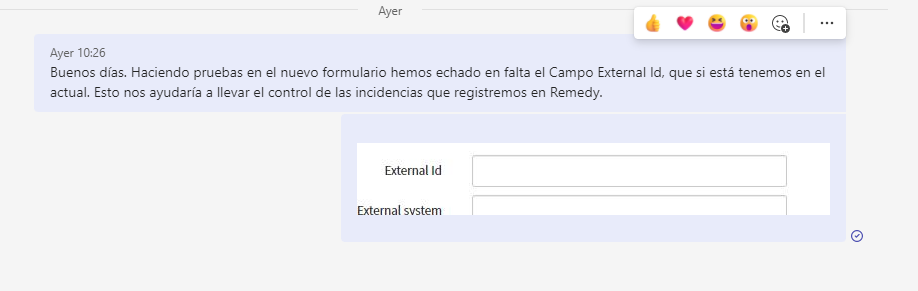 Ayer
Ayer 10:26
Buenos días. Haciendo pruebas en el nuevo formulario hemos echado en falta el Campo External Id, que si está tenemos en el
actual. Esto nos ayudaría a llevar el control de las incidencias que registremos en Remedy.
External Id
External system